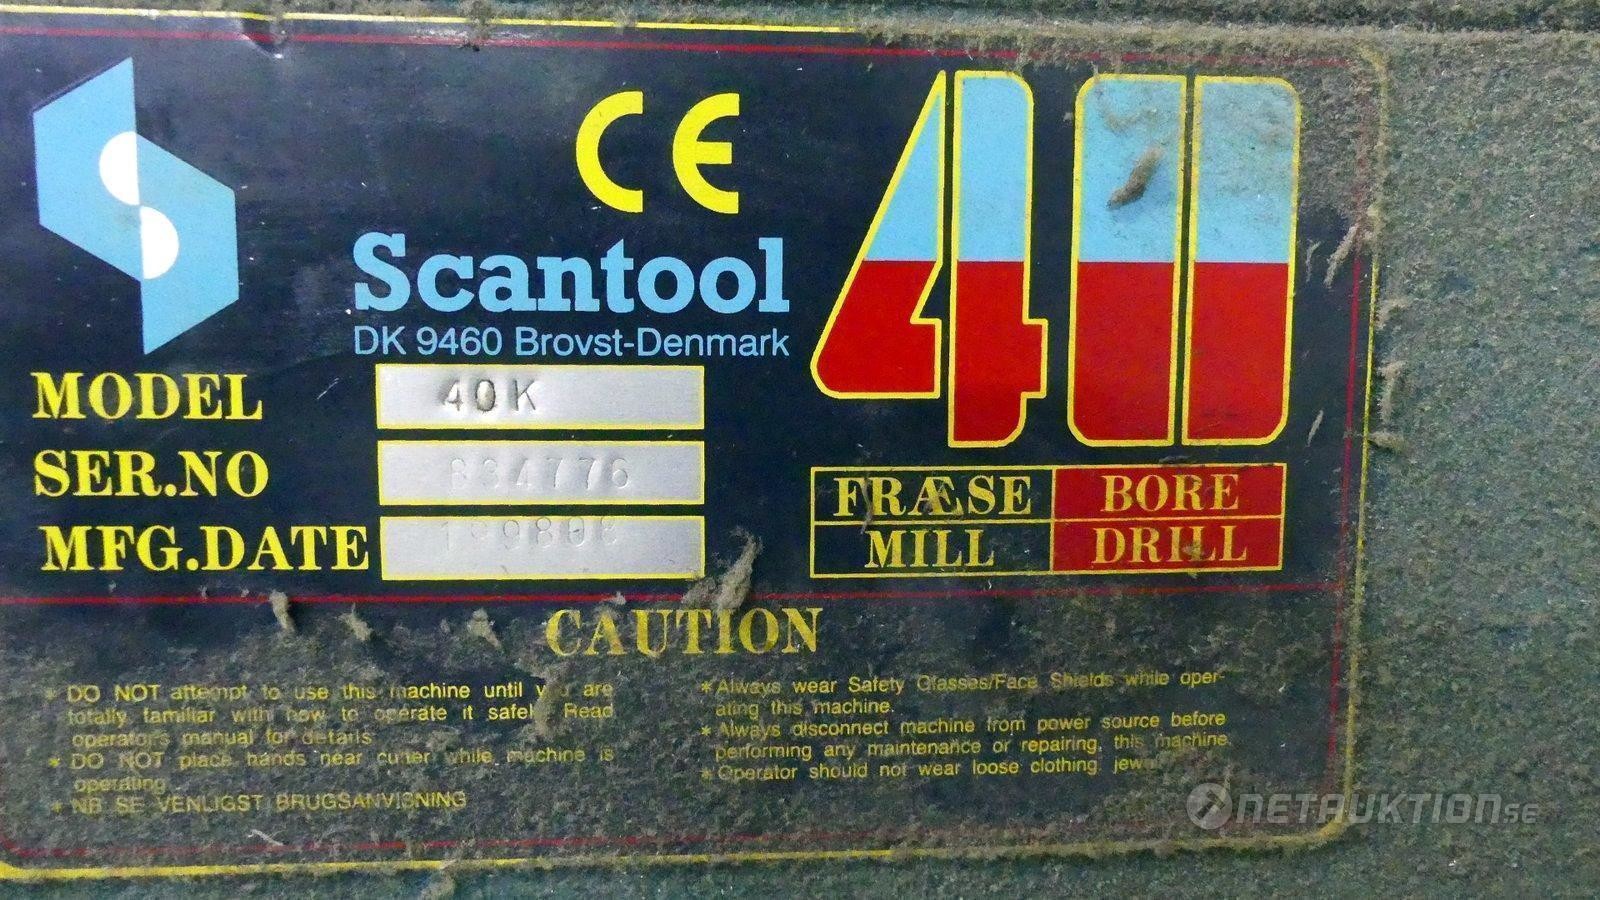 CE
40
Scantool
DK 9460 Brovst-Denmark
MODEL 40K
SER.NO 834776
MFG.DATE 199808
FRÆSE BORE
MILL DRILL
CAUTION
* DO NOT attempt to use this machine until you are
totally familiar with how to operate it safely Read
operator's manual for details
* DO NOT place hands near cutter while machine is
operating
* NB SE VENLIGST BRUGSANVISNING
*Always wear Safety Glasses/Face Shields while oper-
ating this machine.
*Always disconnect machine from power source before
performing any maintenance or repairing, this machine.
*Operator should not wear loose clothing
NETAUKTION.SE